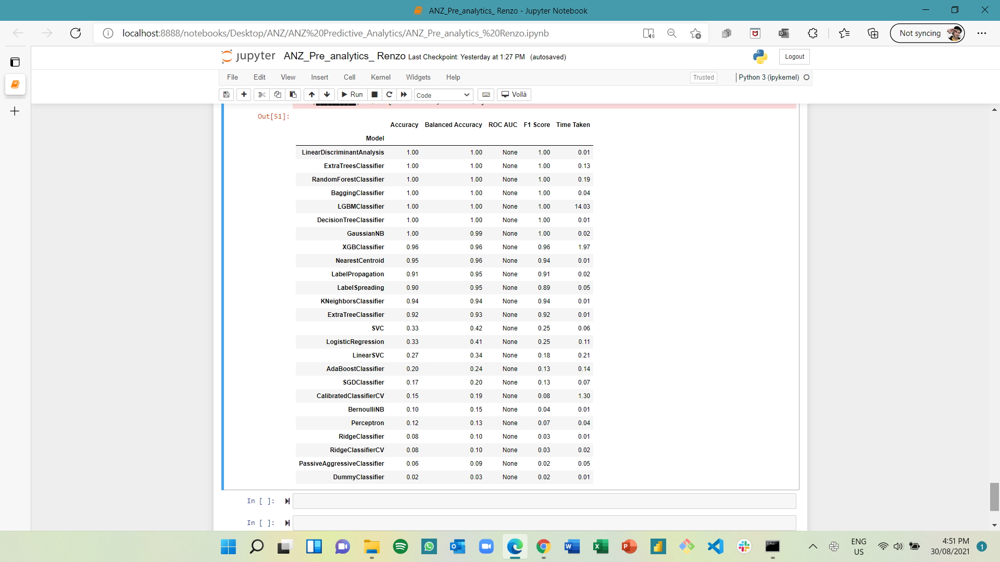 ANZ_Pre_analytics_ Renzo - Jupyter Notebook
localhost:8888/notebooks/Desktop/ANZ/ANZ%20Predictive_Analytics/ANZ_Pre_analytics_%20Renzo.ipynb
Not syncing
jupyter ANZ_Pre_analytics_ Renzo Last Checkpoint: Yesterday at 1:27 PM (autosaved)
Logout
File Edit View Insert Cell Kernel Widgets Help
Trusted Python 3 (ipykernel)
Run Code Voilà
Out[51]:
Accuracy Balanced Accuracy ROC AUC F1 Score Time Taken
Model
LinearDiscriminantAnalysis 1.00 1.00 None 1.00 0.01
ExtraTreesClassifier 1.00 1.00 None 1.00 0.13
RandomForestClassifier 1.00 1.00 None 1.00 0.19
BaggingClassifier 1.00 1.00 None 1.00 0.04
LGBMClassifier 1.00 1.00 None 1.00 14.03
DecisionTreeClassifier 1.00 1.00 None 1.00 0.01
GaussianNB 1.00 0.99 None 1.00 0.02
XGBClassifier 0.96 0.96 None 0.96 1.97
NearestCentroid 0.95 0.96 None 0.94 0.01
LabelPropagation 0.91 0.95 None 0.91 0.02
LabelSpreading 0.90 0.95 None 0.89 0.05
KNeighborsClassifier 0.94 0.94 None 0.94 0.01
ExtraTreeClassifier 0.92 0.93 None 0.92 0.01
SVC 0.33 0.42 None 0.25 0.06
LogisticRegression 0.33 0.41 None 0.25 0.11
LinearSVC 0.27 0.34 None 0.18 0.21
AdaBoostClassifier 0.20 0.24 None 0.13 0.14
SGDClassifier 0.17 0.20 None 0.13 0.07
CalibratedClassifierCV 0.15 0.19 None 0.08 1.30
BernoulliNB 0.10 0.15 None 0.04 0.01
Perceptron 0.12 0.13 None 0.07 0.04
RidgeClassifier 0.08 0.10 None 0.03 0.01
RidgeClassifierCV 0.08 0.10 None 0.03 0.02
PassiveAggressiveClassifier 0.06 0.09 None 0.02 0.05
DummyClassifier 0.02 0.03 None 0.02 0.01
In [ ]:
In [ ]:
ENG
US
4:51 PM
30/08/2021
1